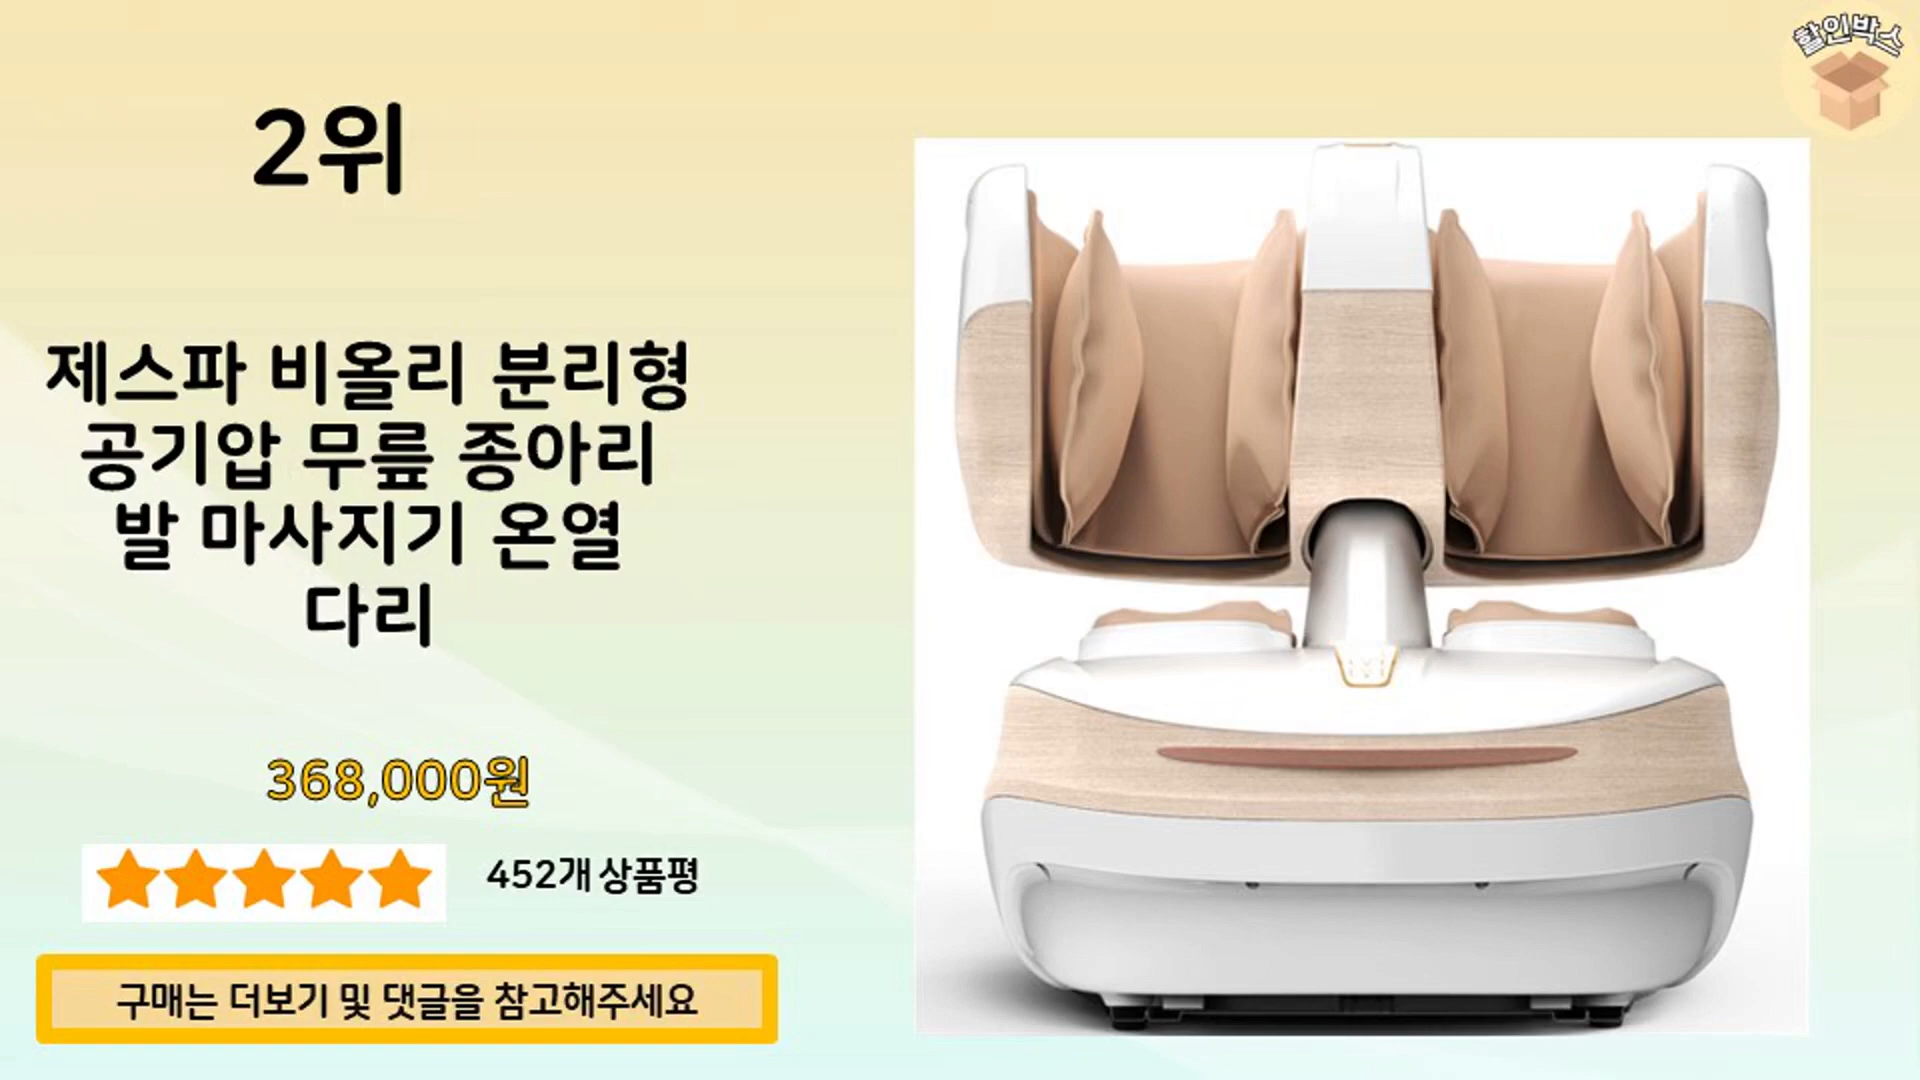 할인박스
2위
제스파 비올리 분리형
공기압 무릎 종아리
발 마사지기 온열
다리
368,000원
452개 상품평
구매는 더보기 및 댓글을 참고해주세요